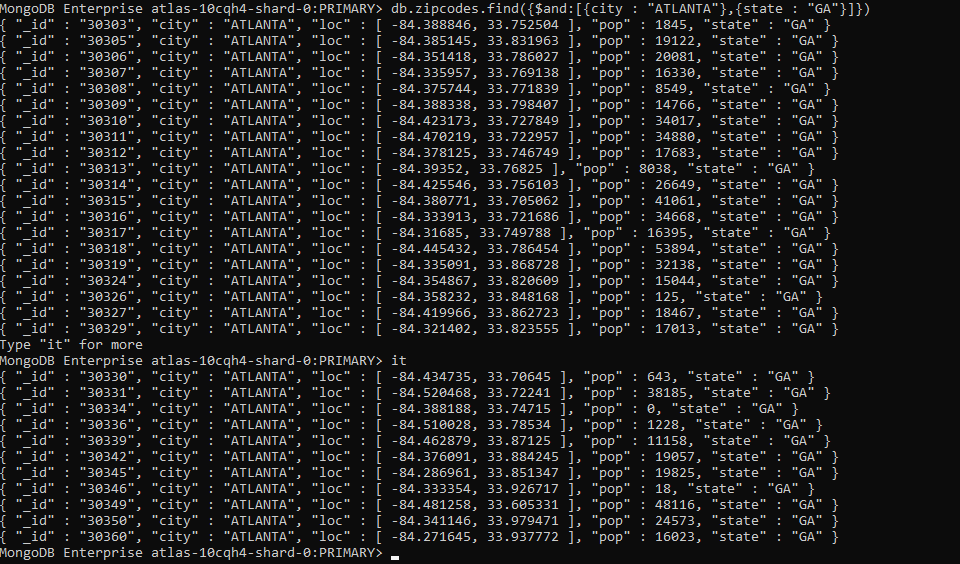 MongoDB Enterprise atlas-10cqh4-shard-0:PRIMARY> db.zipcodes.find({$and:[{city : "ATLANTA"},{state : "GA"}]})
{ "_id" : "30303", "city" : "ATLANTA", "loc" : [ -84.388846, 33.752504 ], "pop" : 1845, "state" : "GA" }
{ "_id" : "30305", "city" : "ATLANTA", "loc" : [ -84.385145, 33.831963 ], "pop" : 19122, "state" : "GA" }
{ "_id" : "30306", "city" : "ATLANTA", "loc" : [ -84.351418, 33.786027 ], "pop" : 20081, "state" : "GA" }
{ "_id" : "30307", "city" : "ATLANTA", "loc" : [ -84.335957, 33.769138 ], "pop" : 16330, "state" : "GA" }
{ "_id" : "30308", "city" : "ATLANTA", "loc" : [ -84.375744, 33.771839 ], "pop" : 8549, "state" : "GA" }
{ "_id" : "30309", "city" : "ATLANTA", "loc" : [ -84.388338, 33.798407 ], "pop" : 14766, "state" : "GA" }
{ "_id" : "30310", "city" : "ATLANTA", "loc" : [ -84.423173, 33.727849 ], "pop" : 34017, "state" : "GA" }
{ "_id" : "30311", "city" : "ATLANTA", "loc" : [ -84.470219, 33.722957 ], "pop" : 34880, "state" : "GA" }
{ "_id" : "30312", "city" : "ATLANTA", "loc" : [ -84.378125, 33.746749 ], "pop" : 17683, "state" : "GA" }
{ "_id" : "30313", "city" : "ATLANTA", "loc" : [ -84.39352, 33.76825 ], "pop" : 8038, "state" : "GA" }
{ "_id" : "30314", "city" : "ATLANTA", "loc" : [ -84.425546, 33.756103 ], "pop" : 26649, "state" : "GA" }
{ "_id" : "30315", "city" : "ATLANTA", "loc" : [ -84.380771, 33.705062 ], "pop" : 41061, "state" : "GA" }
{ "_id" : "30316", "city" : "ATLANTA", "loc" : [ -84.333913, 33.721686 ], "pop" : 34668, "state" : "GA" }
{ "_id" : "30317", "city" : "ATLANTA", "loc" : [ -84.31685, 33.749788 ], "pop" : 16395, "state" : "GA" }
{ "_id" : "30318", "city" : "ATLANTA", "loc" : [ -84.445432, 33.786454 ], "pop" : 53894, "state" : "GA" }
{ "_id" : "30319", "city" : "ATLANTA", "loc" : [ -84.335091, 33.868728 ], "pop" : 32138, "state" : "GA" }
{ "_id" : "30324", "city" : "ATLANTA", "loc" : [ -84.354867, 33.820609 ], "pop" : 15044, "state" : "GA" }
{ "_id" : "30326", "city" : "ATLANTA", "loc" : [ -84.358232, 33.848168 ], "pop" : 125, "state" : "GA" }
{ "_id" : "30327", "city" : "ATLANTA", "loc" : [ -84.419966, 33.862723 ], "pop" : 18467, "state" : "GA" }
{ "_id" : "30329", "city" : "ATLANTA", "loc" : [ -84.321402, 33.823555 ], "pop" : 17013, "state" : "GA" }
Type "it" for more
MongoDB Enterprise atlas-10cqh4-shard-0:PRIMARY> it
{ "_id" : "30330", "city" : "ATLANTA", "loc" : [ -84.434735, 33.70645 ], "pop" : 643, "state" : "GA" }
{ "_id" : "30331", "city" : "ATLANTA", "loc" : [ -84.520468, 33.72241 ], "pop" : 38185, "state" : "GA" }
{ "_id" : "30334", "city" : "ATLANTA", "loc" : [ -84.388188, 33.74715 ], "pop" : 0, "state" : "GA" }
{ "_id" : "30336", "city" : "ATLANTA", "loc" : [ -84.510028, 33.78534 ], "pop" : 1228, "state" : "GA" }
{ "_id" : "30339", "city" : "ATLANTA", "loc" : [ -84.462879, 33.87125 ], "pop" : 11158, "state" : "GA" }
{ "_id" : "30342", "city" : "ATLANTA", "loc" : [ -84.376091, 33.884245 ], "pop" : 19057, "state" : "GA" }
{ "_id" : "30345", "city" : "ATLANTA", "loc" : [ -84.286961, 33.851347 ], "pop" : 19825, "state" : "GA" }
{ "_id" : "30346", "city" : "ATLANTA", "loc" : [ -84.333354, 33.926717 ], "pop" : 18, "state" : "GA" }
{ "_id" : "30349", "city" : "ATLANTA", "loc" : [ -84.481258, 33.605331 ], "pop" : 48116, "state" : "GA" }
{ "_id" : "30350", "city" : "ATLANTA", "loc" : [ -84.341146, 33.979471 ], "pop" : 24573, "state" : "GA" }
{ "_id" : "30360", "city" : "ATLANTA", "loc" : [ -84.271645, 33.937772 ], "pop" : 16023, "state" : "GA" }
MongoDB Enterprise atlas-10cqh4-shard-0:PRIMARY>